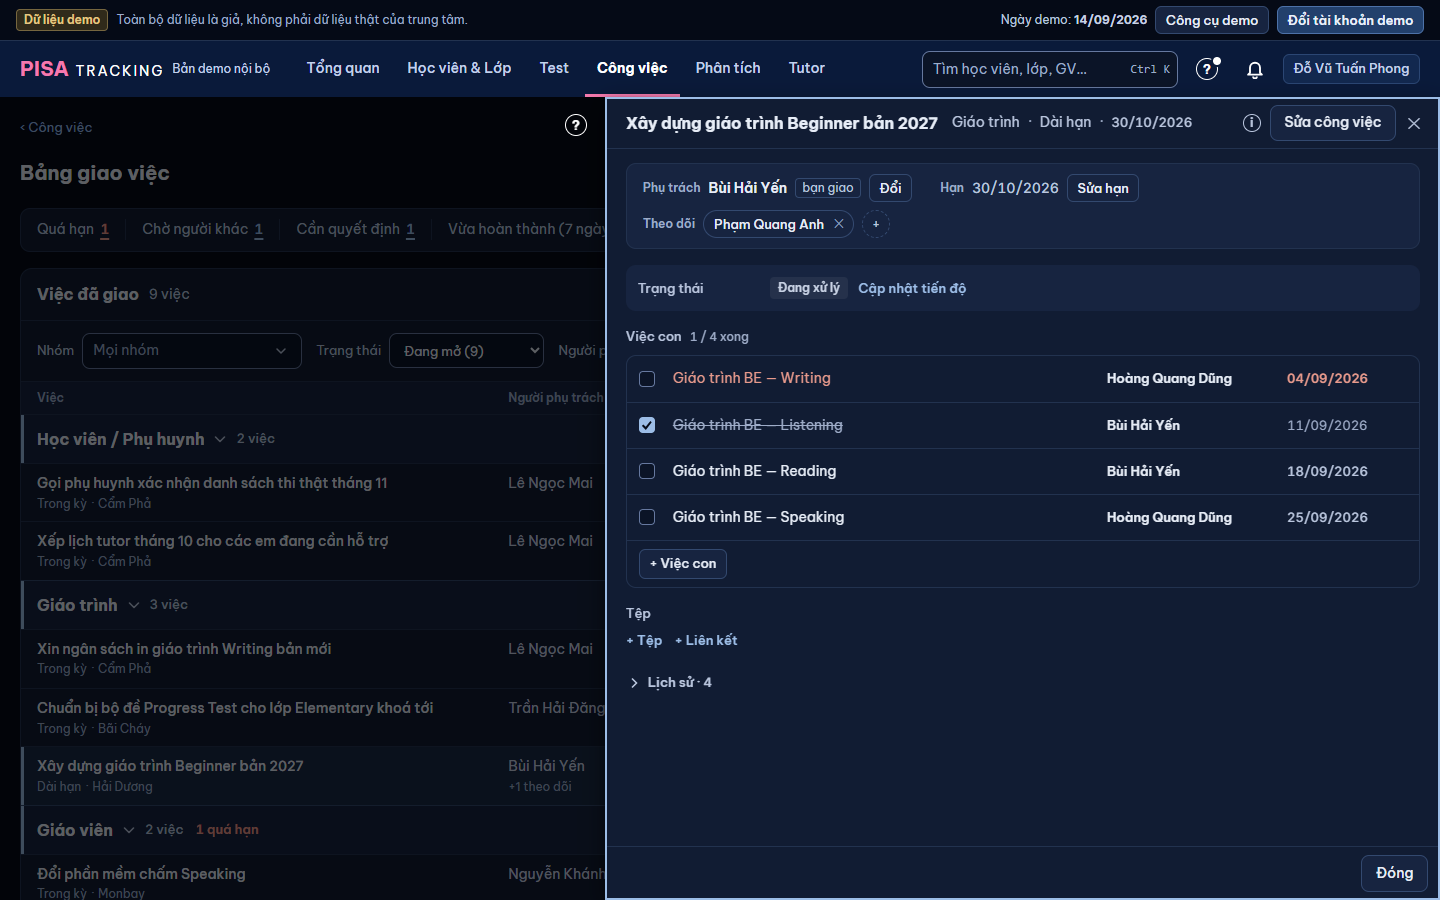 Dữ liệu demo Toàn bộ dữ liệu là giả, không phải dữ liệu thật của trung tâm. Ngày demo: 14/09/2026 Công cụ demo Đổi tài khoản demo
PISA TRACKING Bản demo nội bộ Tổng quan Học viên & Lớp Test Công việc Phân tích Tutor Tìm học viên, lớp, GV... Ctrl K ? Đỗ Vũ Tuấn Phong
‹ Công việc ?
Bảng giao việc
Quá hạn 1 Chờ người khác 1 Cần quyết định 1 Vừa hoàn thành (7 ngày
Việc đã giao 9 việc
Nhóm Mọi nhóm Trạng thái Đang mở (9) Người p
Việc Người phụ trách
Học viên / Phụ huynh 2 việc
Gọi phụ huynh xác nhận danh sách thi thật tháng 11 Lê Ngọc Mai
Trong kỳ · Cẩm Phả
Xếp lịch tutor tháng 10 cho các em đang cần hỗ trợ Lê Ngọc Mai
Trong kỳ · Cẩm Phả
Giáo trình 3 việc
Xin ngân sách in giáo trình Writing bản mới Lê Ngọc Mai
Trong kỳ · Cẩm Phả
Chuẩn bị bộ đề Progress Test cho lớp Elementary khoá tới Trần Hải Đăng
Trong kỳ · Bãi Cháy
Xây dựng giáo trình Beginner bản 2027 Bùi Hải Yến
Dài hạn · Hải Dương +1 theo dõi
Giáo viên 2 việc 1 quá hạn
Đổi phần mềm chấm Speaking Nguyễn Khánh
Trong kỳ · Monbay
Xây dựng giáo trình Beginner bản 2027 Giáo trình · Dài hạn · 30/10/2026 Sửa công việc
Phụ trách Bùi Hải Yến bạn giao Đổi Hạn 30/10/2026 Sửa hạn
Theo dõi Phạm Quang Anh +
Trạng thái Đang xử lý Cập nhật tiến độ
Việc con 1 / 4 xong
Giáo trình BE — Writing Hoàng Quang Dũng 04/09/2026
Giáo trình BE — Listening Bùi Hải Yến 11/09/2026
Giáo trình BE — Reading Bùi Hải Yến 18/09/2026
Giáo trình BE — Speaking Hoàng Quang Dũng 25/09/2026
+ Việc con
Tệp
+ Tệp + Liên kết
Lịch sử · 4
Đóng